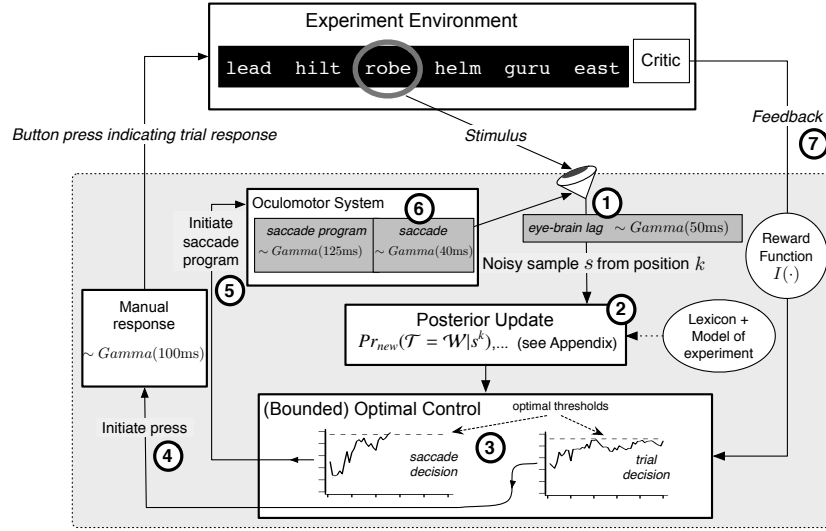 Experiment Environment
lead hilt robe helm guru east
Critic
Button press indicating trial response
Stimulus
Feedback
7
Initiate
saccade
program
5
Oculomotor System
6
saccade program
∼ Gamma(125ms)
saccade
∼ Gamma(40ms)
1
eye-brain lag ∼ Gamma(50ms)
Noisy sample s from position k
Reward
Function
I(·)
Manual
response
∼ Gamma(100ms)
2
Posterior Update
Pr_new(𝒯 = 𝒲|s^k),... (see Appendix)
Lexicon +
Model of
experiment
Initiate press
4
(Bounded) Optimal Control
optimal thresholds
3
saccade
decision
trial
decision